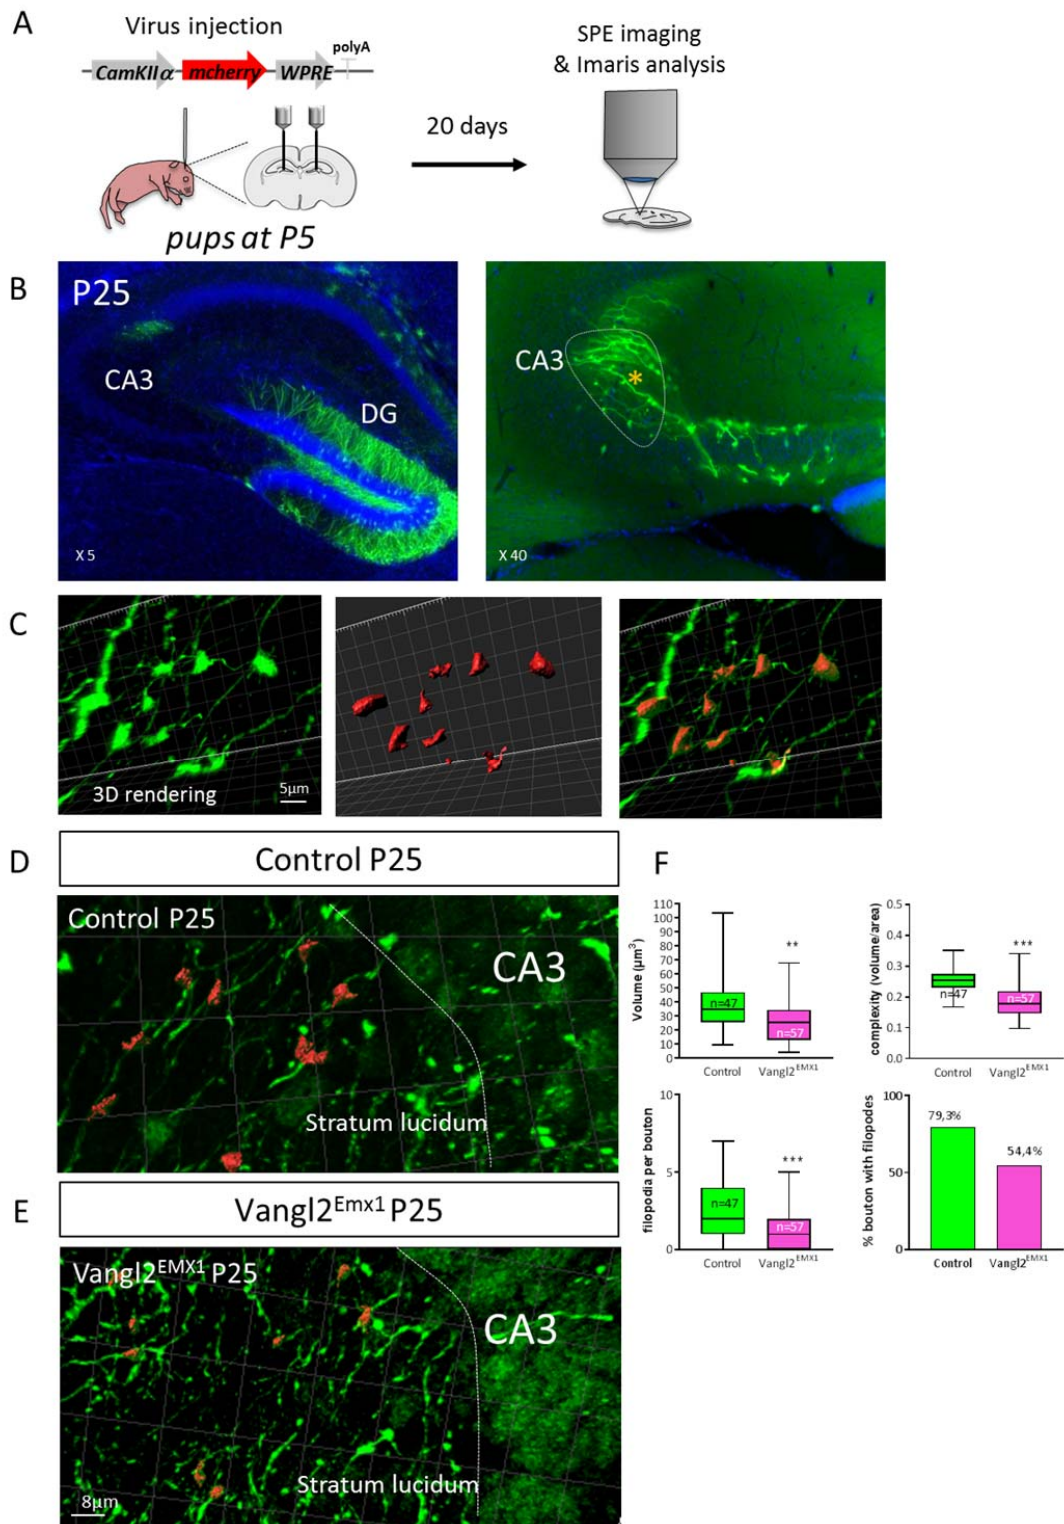 A
Virus injection
CamKII α mcherry WPRE polyA
pups at P5
20 days
SPE imaging
& Imaris analysis
B
P25
CA3
DG
X 5
CA3
*
X 40
C
3D rendering
5µm
D
Control P25
Control P25
CA3
Stratum lucidum
E
Vangl2Emx1 P25
Vangl2EMX1 P25
CA3
Stratum lucidum
8µm
F
Volume (µm3)
110
100
90
80
70
60
50
40
30
20
10
0
**
n=47
n=57
Control Vangl2EMX1
complexity (volume/area)
0.5
0.4
0.3
0.2
0.1
0.0
***
n=47
n=57
Control Vangl2EMX1
filopodia per bouton
10
5
0
***
n=47
n=57
Control Vangl2EMX1
% bouton with filopodes
100
50
0
79,3%
54,4%
Control Vangl2EMX1